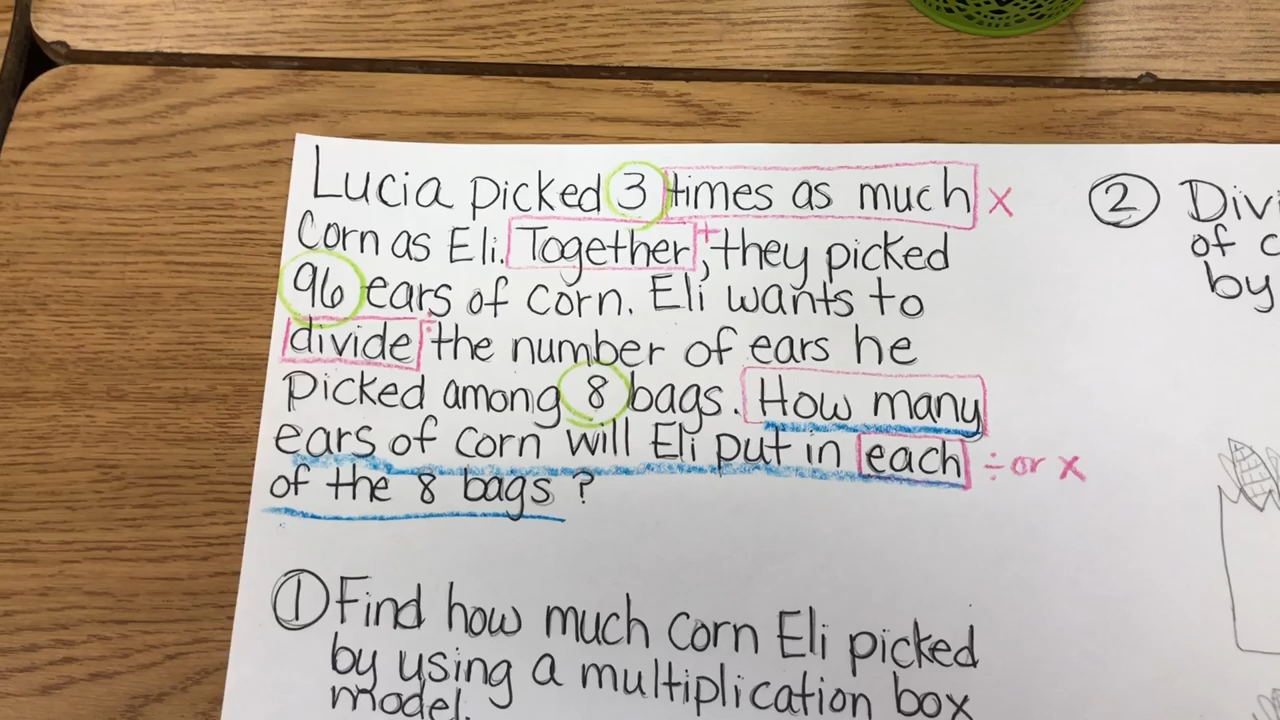 Lucia picked 3 times as much x
Corn as Eli. Together, + they picked
96 ears of corn. Eli wants to
divide ÷ the number of ears he
picked among 8 bags. How many
ears of corn will Eli put in each ÷ or x
of the 8 bags?
① Find how much corn Eli picked
by using a multiplication box
model.
②
of c
by